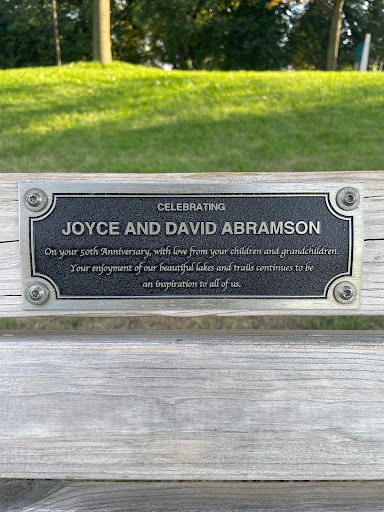 CELEBRATING
JOYCE AND DAVID ABRAMSON
On your 50th Anniversary, with love from your children and grandchildren.
Your enjoyment of our beautiful lakes and trails continues to be
an inspiration to all of us.